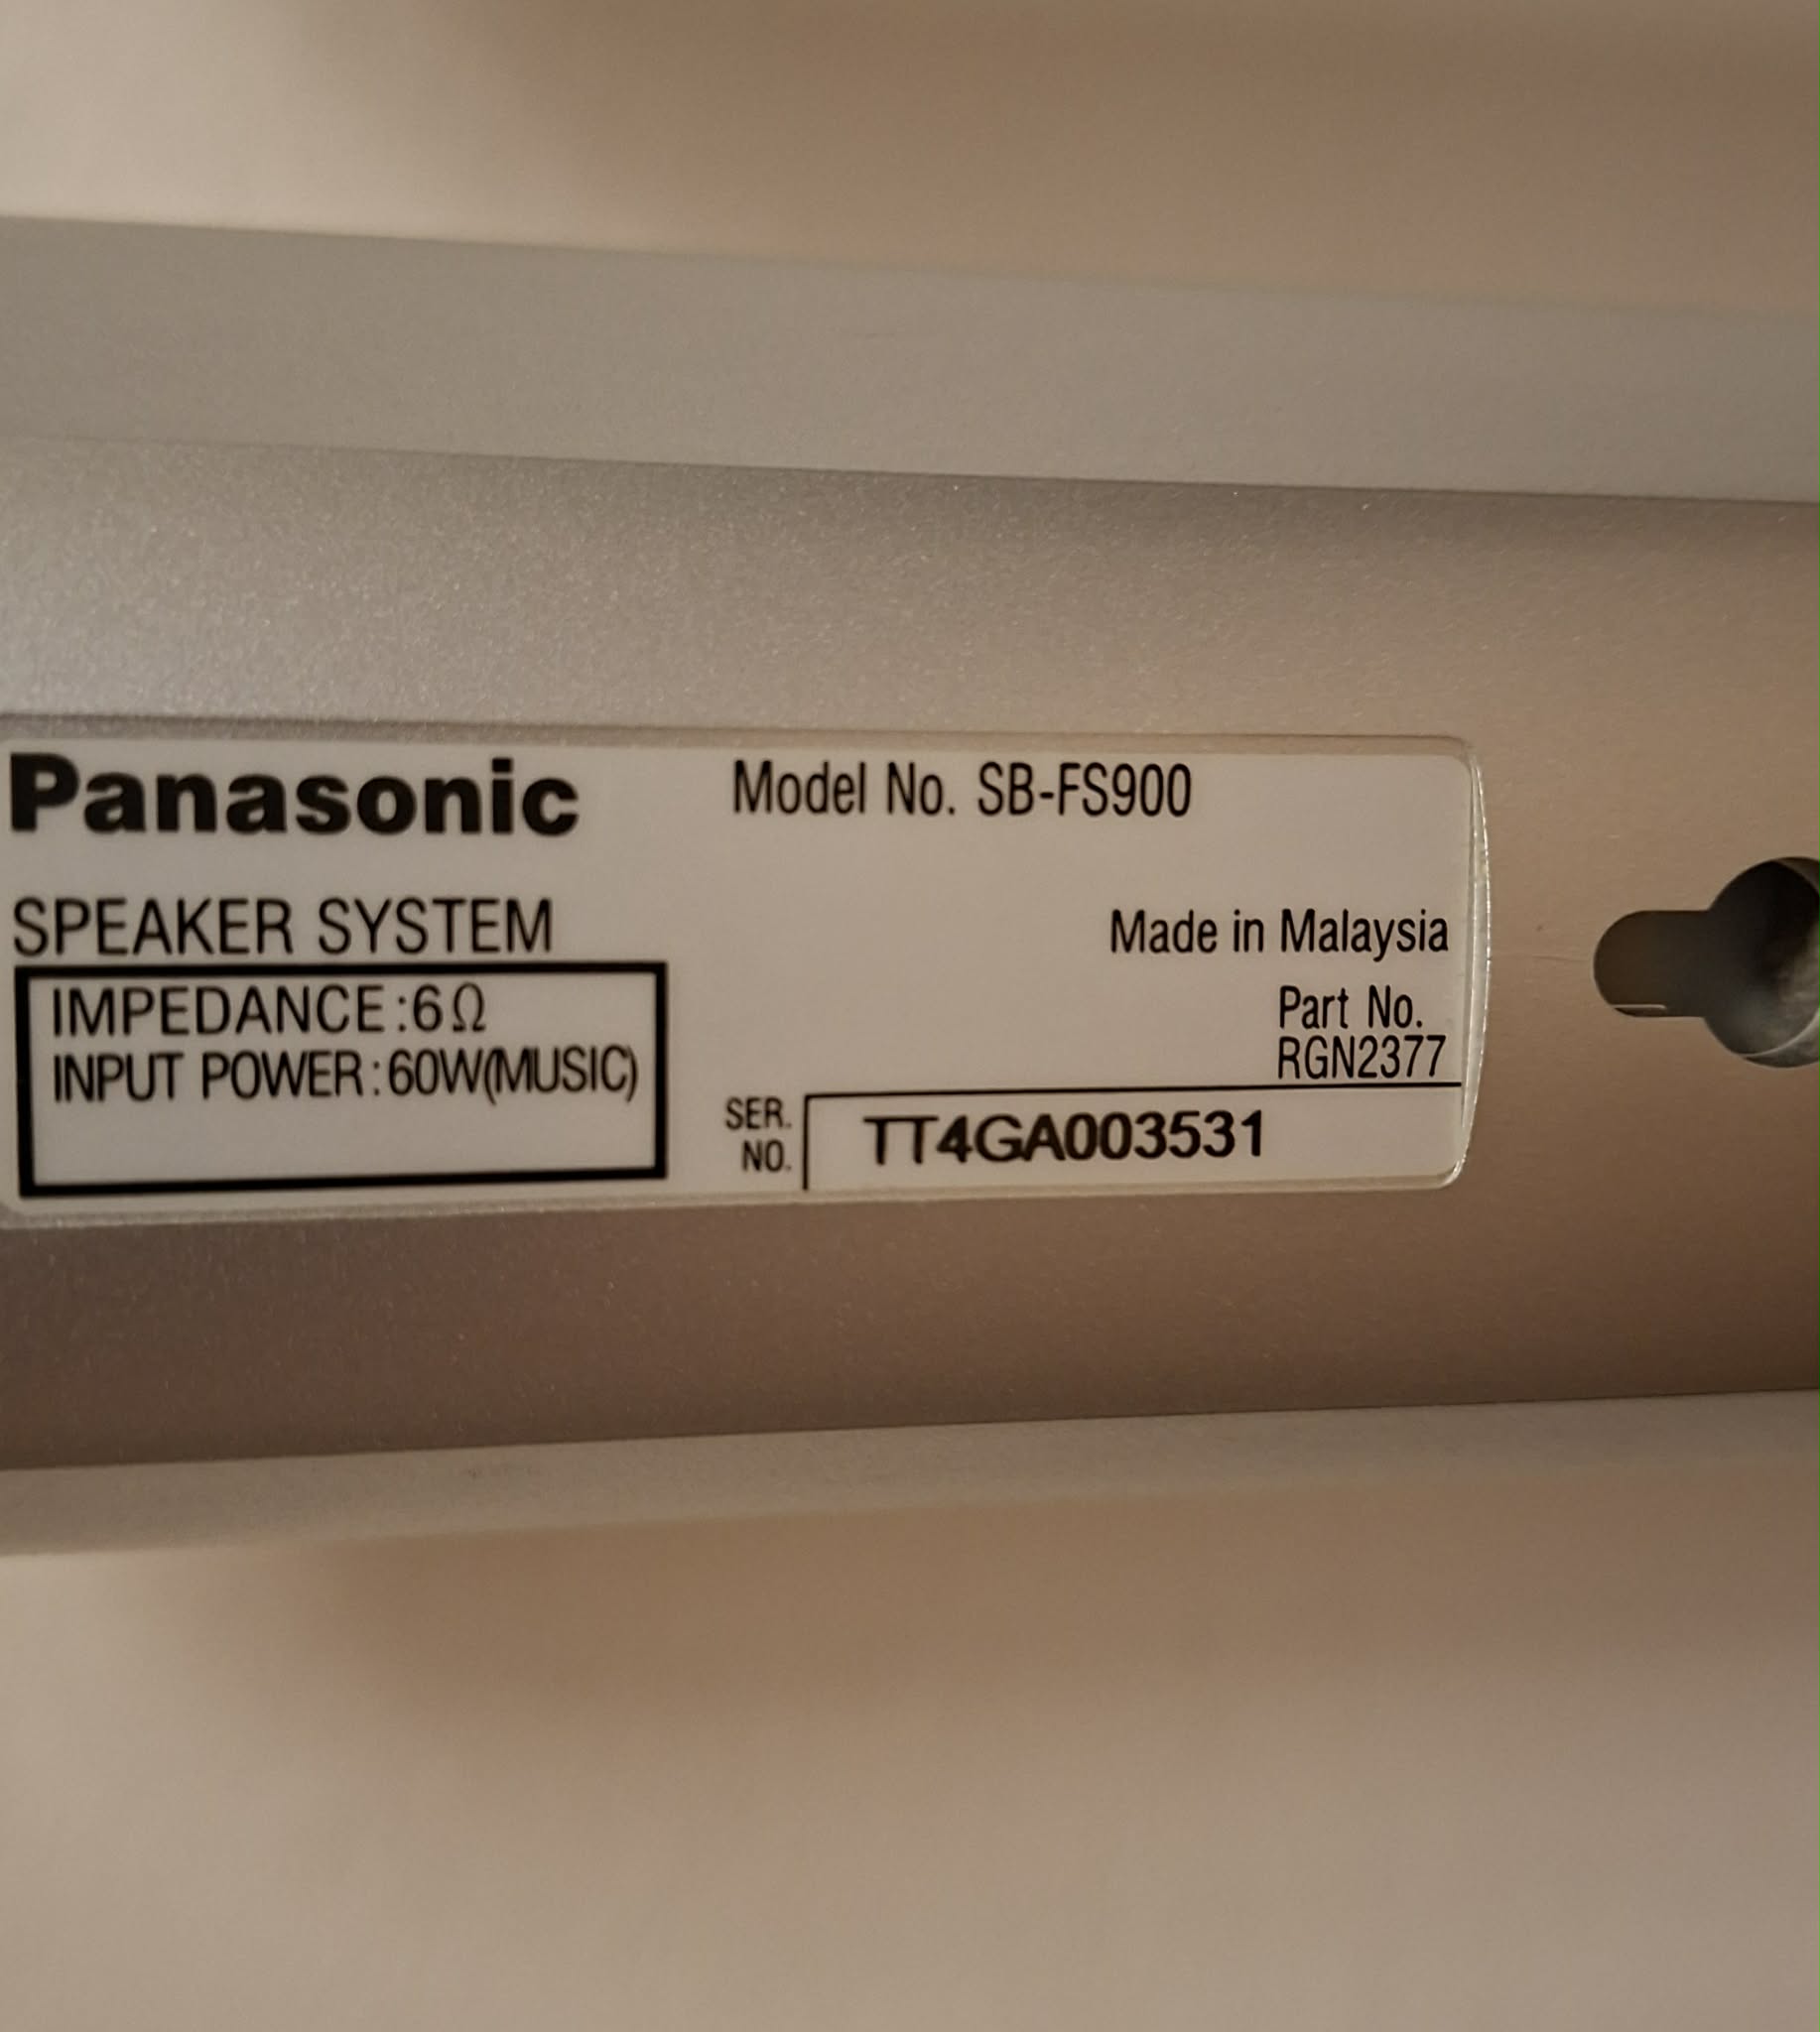 Panasonic
Model No. SB-FS900
SPEAKER SYSTEM
Made in Malaysia
IMPEDANCE:6Ω
INPUT POWER:60W(MUSIC)
Part No.
RGN2377
SER.
NO.
TT4GA003531